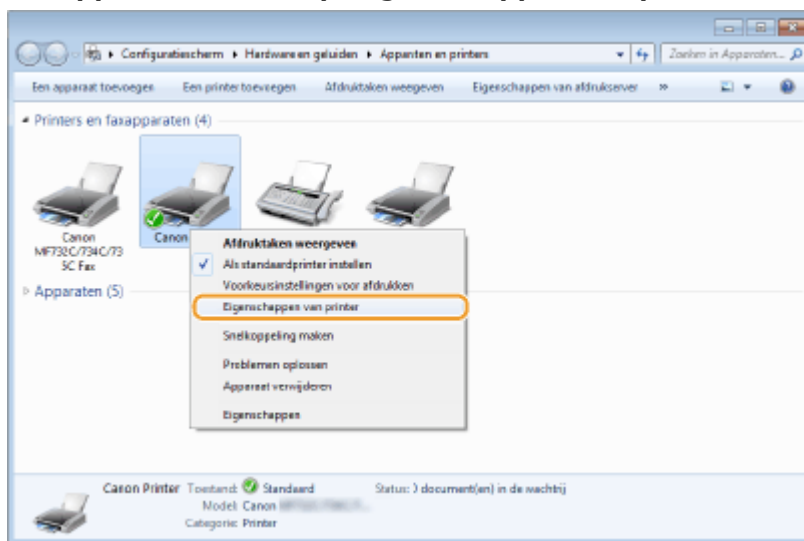 Configuratiescherm ▸ Hardware en geluiden ▸ Apparaten en printers
Zoeken in Apparaten...
Een apparaat toevoegen Een printer toevoegen Afdruktaken weergeven Eigenschappen van afdrukserver »
Printers en faxapparaten (4)
Canon
MF732C/734C/73
5C Fax
Canon
Afdruktaken weergeven
Als standaardprinter instellen
Voorkeursinstellingen voor afdrukken
Eigenschappen van printer
Snelkoppeling maken
Problemen oplossen
Apparaat verwijderen
Eigenschappen
Apparaten (5)
Canon Printer Toestand: Standaard Status: document(en) in de wachtrij
Model: Canon
Categorie: Printer